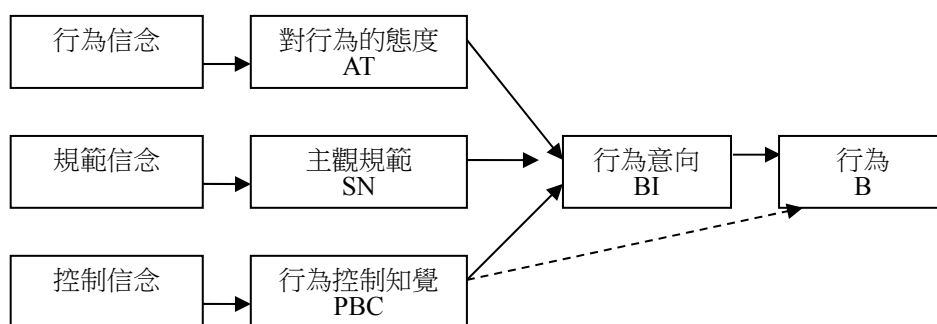 行為信念
對行為的態度
AT
規範信念
主觀規範
SN
行為意向
BI
行為
B
控制信念
行為控制知覺
PBC